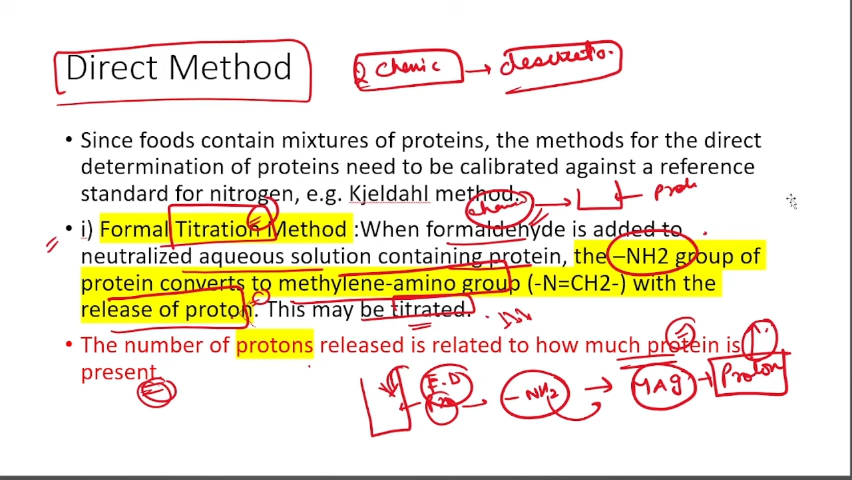 Direct Method
Chemic → 
• Since foods contain mixtures of proteins, the methods for the direct
determination of proteins need to be calibrated against a reference
standard for nitrogen, e.g. Kjeldahl method.
• i) Formal Titration Method :When formaldehyde is added to
neutralized aqueous solution containing protein, the –NH2 group of
protein converts to methylene-amino group (-N=CH2-) with the
release of proton. This may be titrated.
• The number of protons released is related to how much protein is
present
– NH2 → MAG → Proton